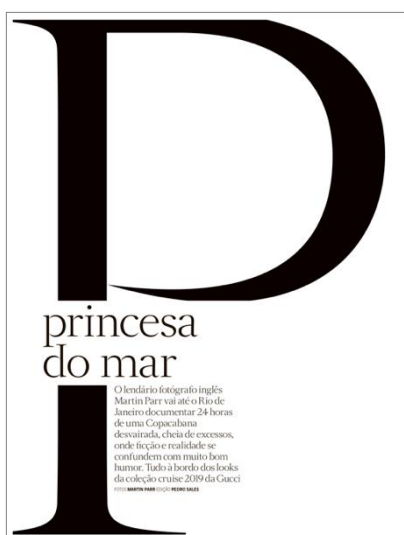 P
princesa
do mar
O lendário fotógrafo inglês
Martin Parr vai até o Rio de
Janeiro documentar 24 horas
de uma Copacabana
desvairada, cheia de excessos,
onde ficção e realidade se
confundem com muito bom
humor. Tudo à bordo dos looks
da coleção cruise 2019 da Gucci
FOTOS MARTIN PARR EDIÇÃO PEDRO SALES